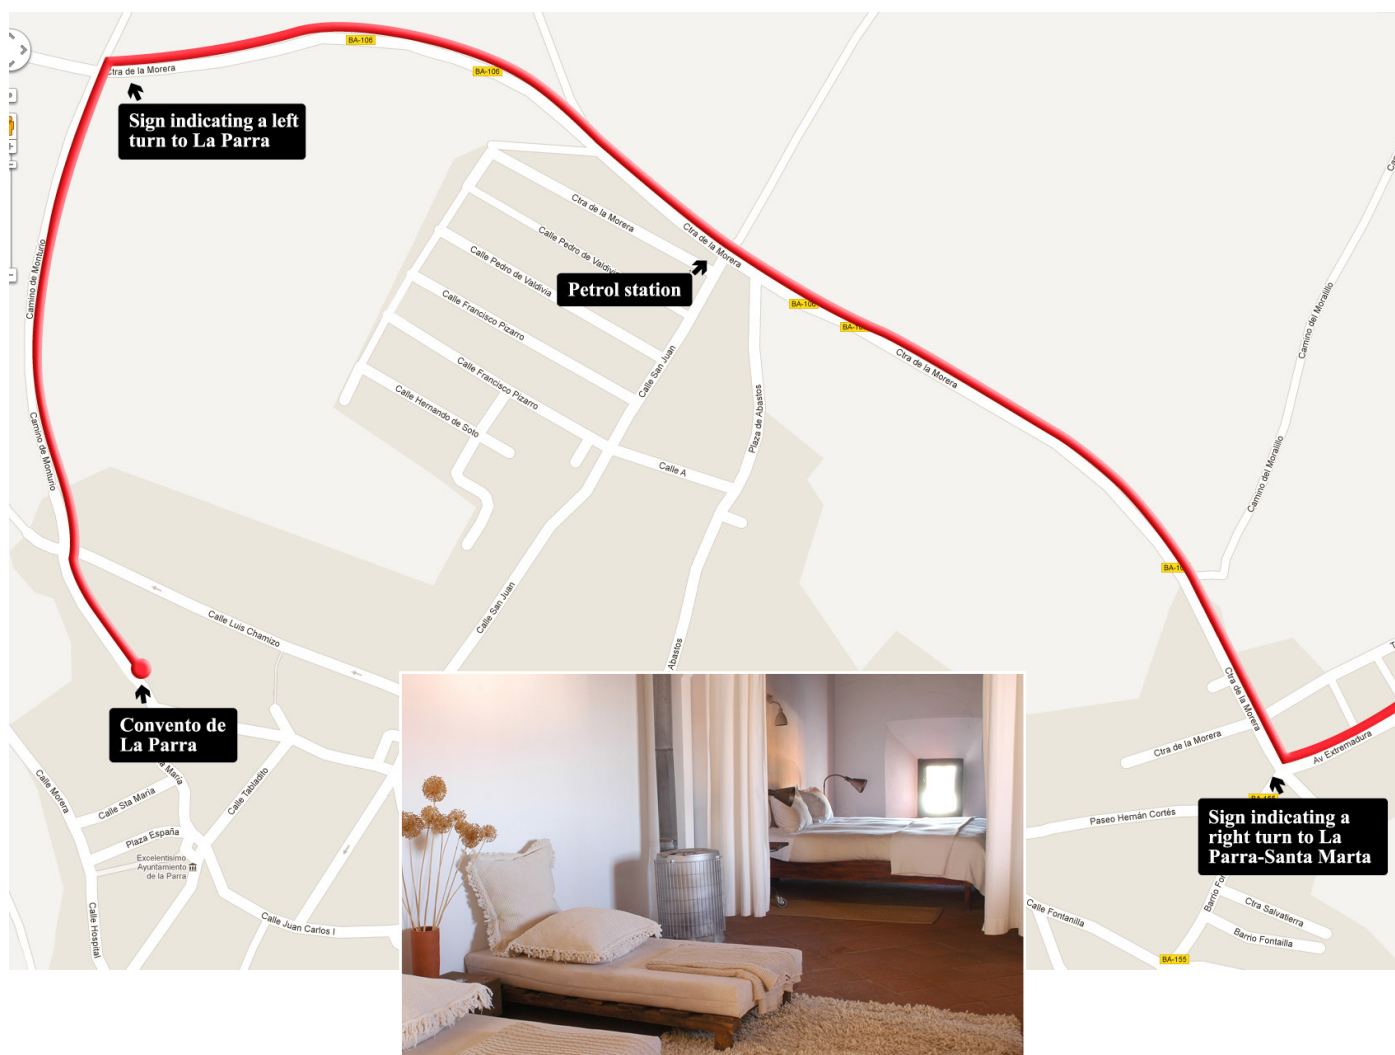 BA-106
BA-106
Ctra de la Morera
Sign indicating a left
turn to La Parra
Ctra de la Morera
Ctra de la Morera
Calle Pedro de Valdivia
Calle Pedro de Valdivia
Petrol station
Camino de Monturio
Calle Francisco Pizarro
BA-106
Camino del Moralillo
Ctra de la Morera
Calle San Juan
Calle Francisco Pizarro
Calle Hernando de Soto
Plaza de Abastos
Camino de Monturio
Calle A
Camino del Moralillo
Calle San Juan
Calle Luis Chamizo
Abastos
Ctra de la Morera
Convento de
La Parra
Ctra de la Morera
Av Extremadura
Calle Morera
Calle Tabladito
Calle Sta María
Plaza España
Excelentisimo
Ayuntamiento
de la Parra
Calle Hospital
Calle Juan Carlos I
Paseo Hernán Cortés
Sign indicating a
right turn to La
Parra-Santa Marta
Calle Fontanilla
Ctra Salvatierra
Barrio Fontailla
BA-155